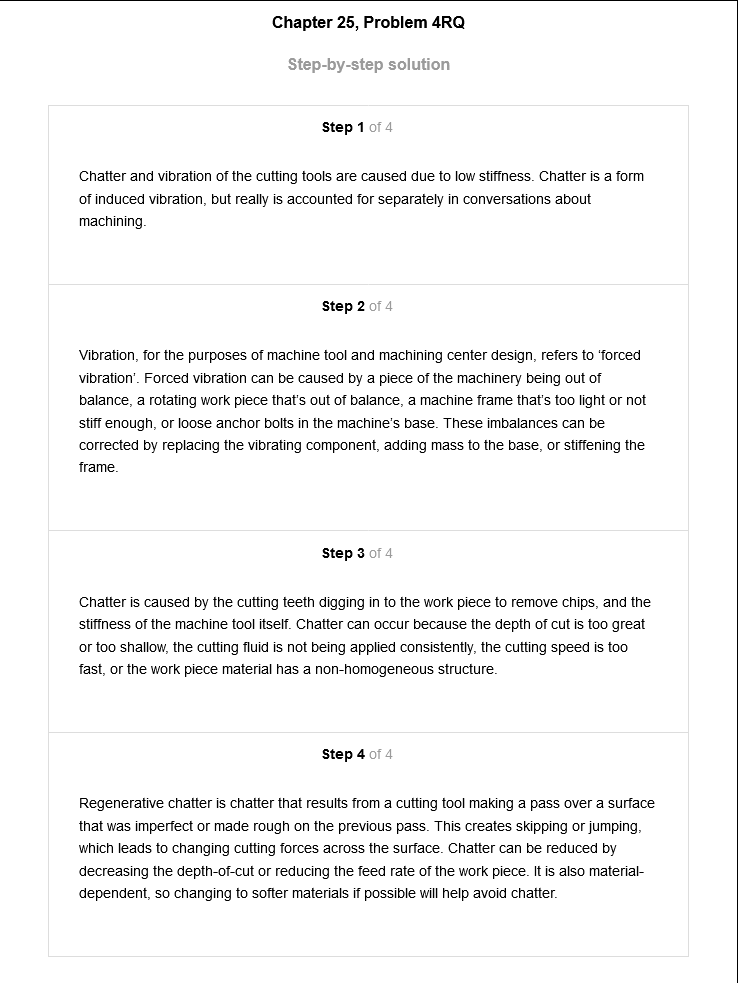 Chapter 25, Problem 4RQ
Step-by-step solution
Step 1 of 4
Chatter and vibration of the cutting tools are caused due to low stiffness. Chatter is a form
of induced vibration, but really is accounted for separately in conversations about
machining.
Step 2 of 4
Vibration, for the purposes of machine tool and machining center design, refers to ‘forced
vibration’. Forced vibration can be caused by a piece of the machinery being out of
balance, a rotating work piece that’s out of balance, a machine frame that’s too light or not
stiff enough, or loose anchor bolts in the machine’s base. These imbalances can be
corrected by replacing the vibrating component, adding mass to the base, or stiffening the
frame.
Step 3 of 4
Chatter is caused by the cutting teeth digging in to the work piece to remove chips, and the
stiffness of the machine tool itself. Chatter can occur because the depth of cut is too great
or too shallow, the cutting fluid is not being applied consistently, the cutting speed is too
fast, or the work piece material has a non-homogeneous structure.
Step 4 of 4
Regenerative chatter is chatter that results from a cutting tool making a pass over a surface
that was imperfect or made rough on the previous pass. This creates skipping or jumping,
which leads to changing cutting forces across the surface. Chatter can be reduced by
decreasing the depth-of-cut or reducing the feed rate of the work piece. It is also material-
dependent, so changing to softer materials if possible will help avoid chatter.